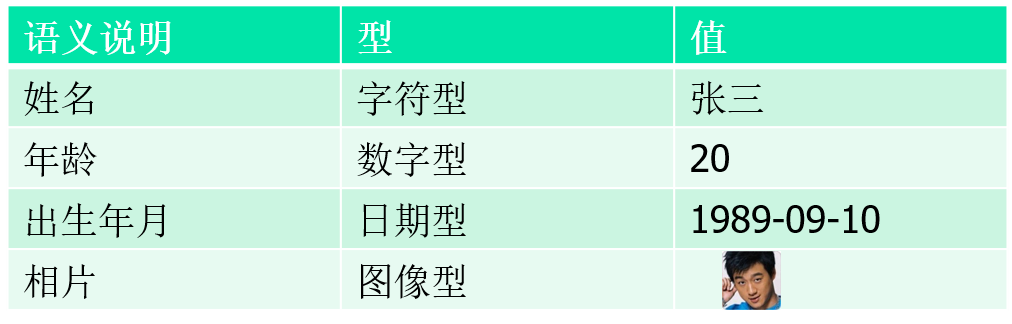 语义说明 型 值
姓名 字符型 张三
年龄 数字型 20
出生年月 日期型 1989-09-10
相片 图像型